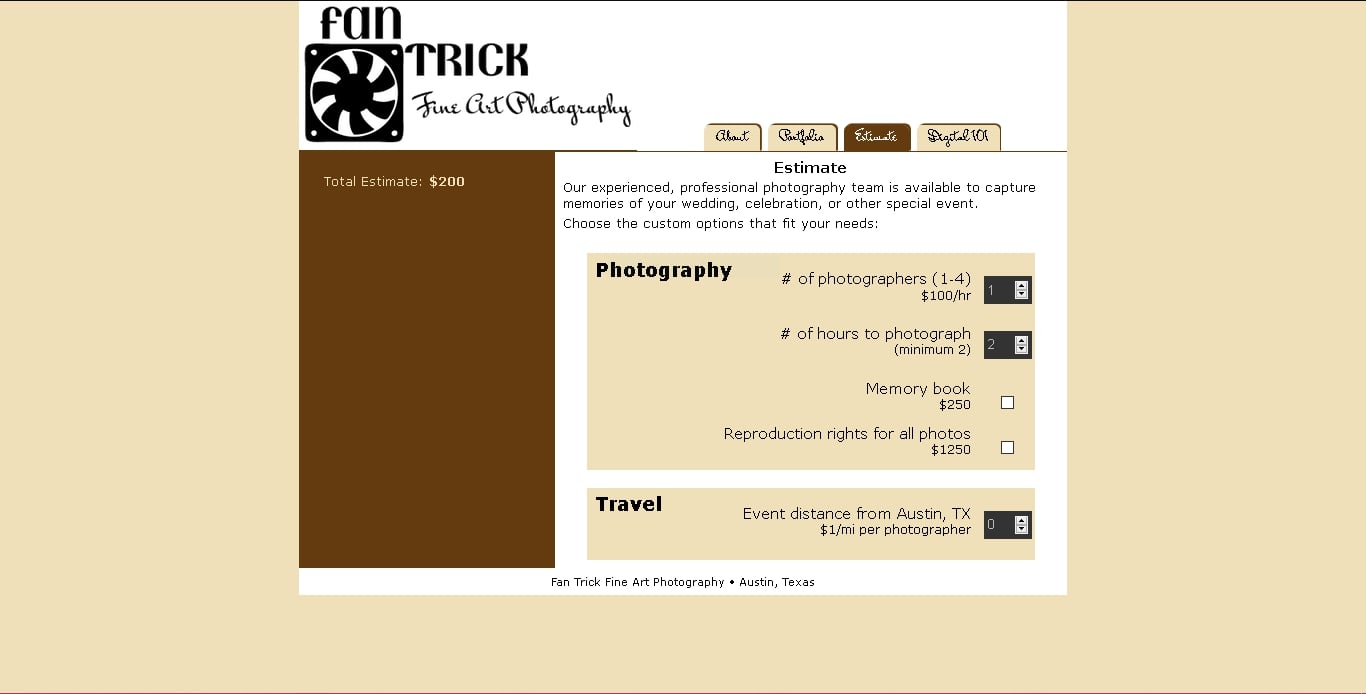 fan
TRICK
Fine Art Photography
About Portfolio Estimate Digital 101
Total Estimate: $200
Estimate
Our experienced, professional photography team is available to capture
memories of your wedding, celebration, or other special event.
Choose the custom options that fit your needs:
Photography
# of photographers (1-4)
$100/hr
1
# of hours to photograph
(minimum 2)
2
Memory book
$250
Reproduction rights for all photos
$1250
Travel
Event distance from Austin, TX
$1/mi per photographer
0
Fan Trick Fine Art Photography • Austin, Texas